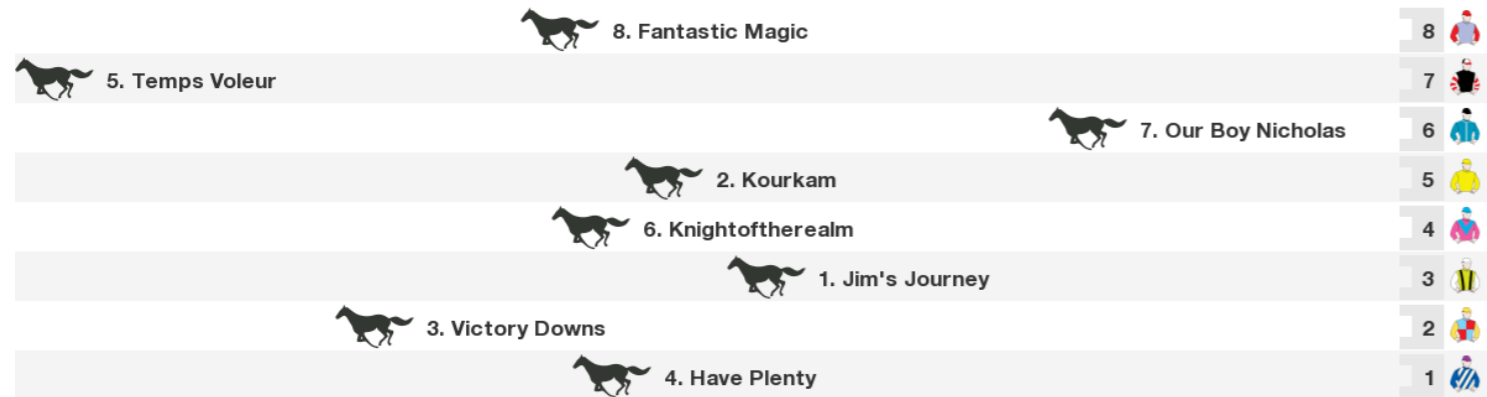 8. Fantastic Magic 8
5. Temps Voleur 7
7. Our Boy Nicholas 6
2. Kourkam 5
6. Knightoftherealm 4
1. Jim's Journey 3
3. Victory Downs 2
4. Have Plenty 1